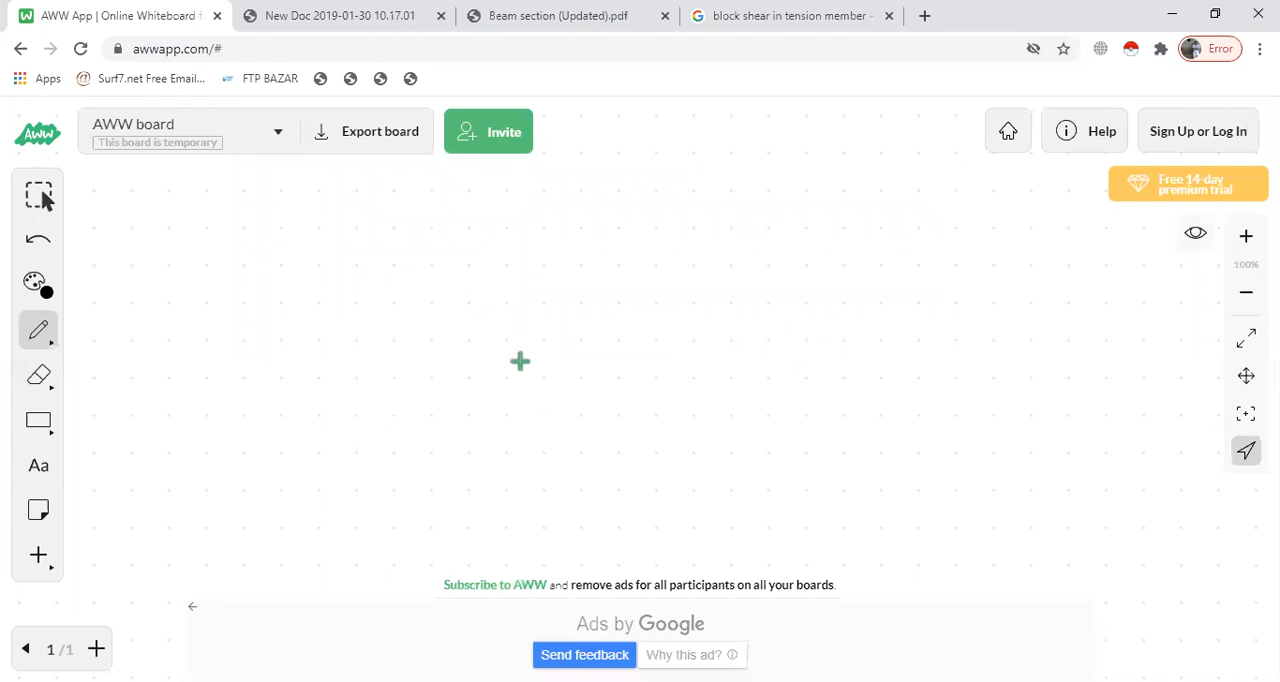 AWW App | Online Whiteboard f
New Doc 2019-01-30 10.17.01
Beam section (Updated).pdf
block shear in tension member -
awwapp.com/#
Error
Apps
Surf7.net Free Email...
FTP BAZAR
AWW
AWW board
This board is temporary
Export board
Invite
Help
Sign Up or Log In
Free 14 day
premium trial
100%
Aa
Subscribe to AWW and remove ads for all participants on all your boards.
Ads by Google
Send feedback
Why this ad?
1/1